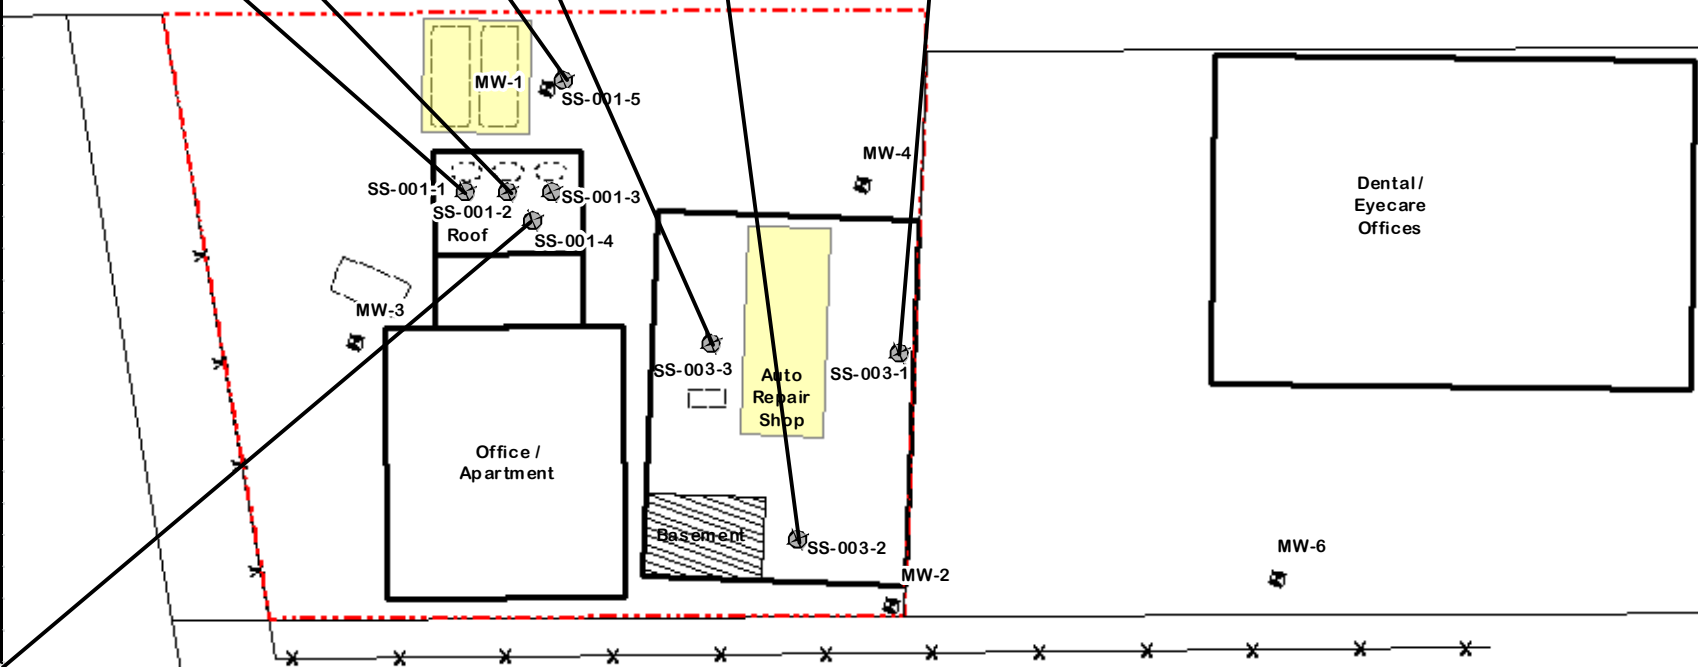 MW-1
SS-001-5
MW-4
SS-001-1
SS-001-3
SS-001-2
Roof
SS-001-4
Dental/
Eyecare
Offices
MW-3
SS-003-3
SS-003-1
Auto
Repair
Shop
Office /
Apartment
Basement
SS-003-2
MW-6
MW-2